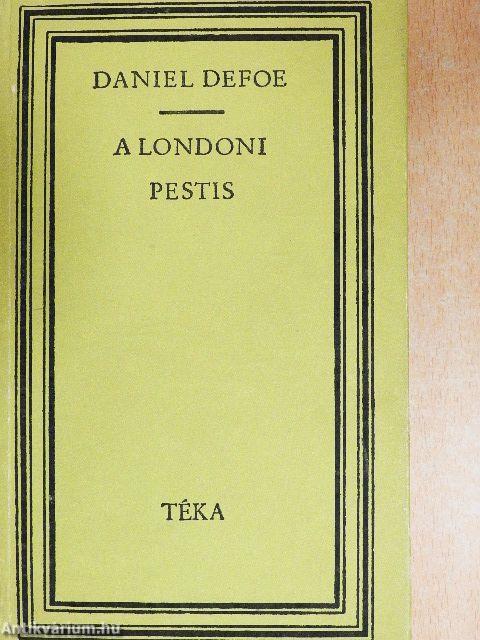 DANIEL DEFOE
A LONDONI
PESTIS
TÉKA
Antikvarium.hu